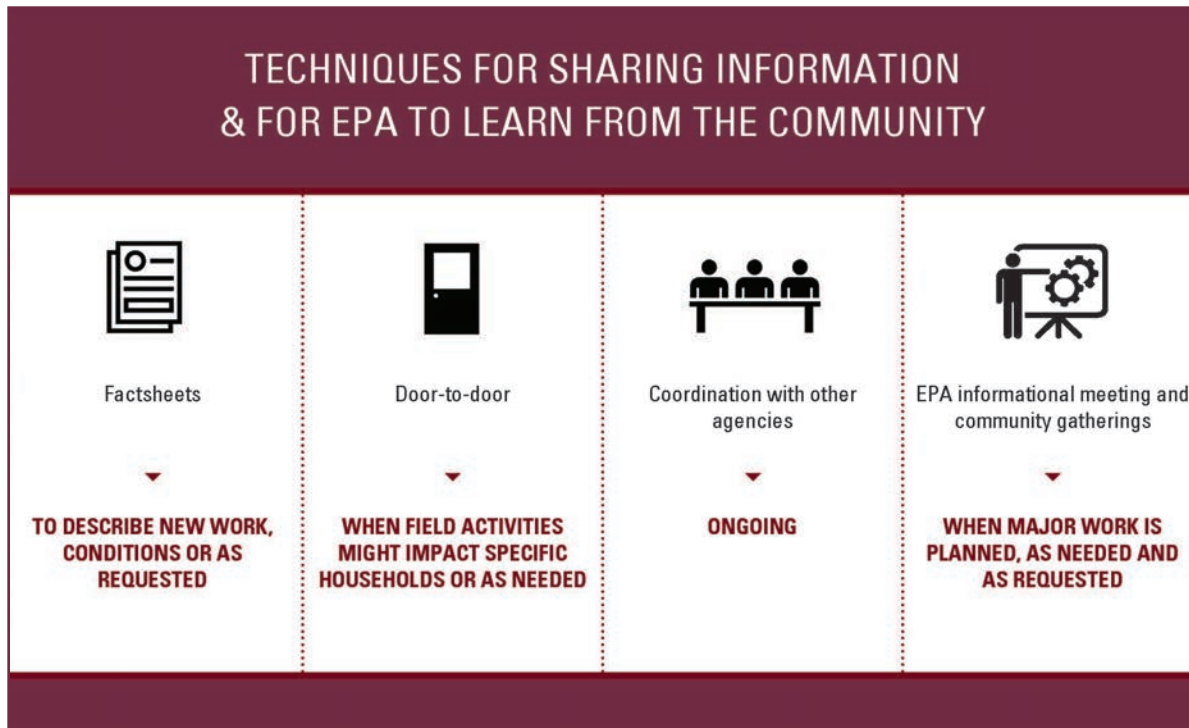 TECHNIQUES FOR SHARING INFORMATION
& FOR EPA TO LEARN FROM THE COMMUNITY
Factsheets
TO DESCRIBE NEW WORK,
CONDITIONS OR AS
REQUESTED
Door-to-door
WHEN FIELD ACTIVITIES
MIGHT IMPACT SPECIFIC
HOUSEHOLDS OR AS NEEDED
Coordination with other
agencies
ONGOING
EPA informational meeting and
community gatherings
WHEN MAJOR WORK IS
PLANNED, AS NEEDED AND
AS REQUESTED